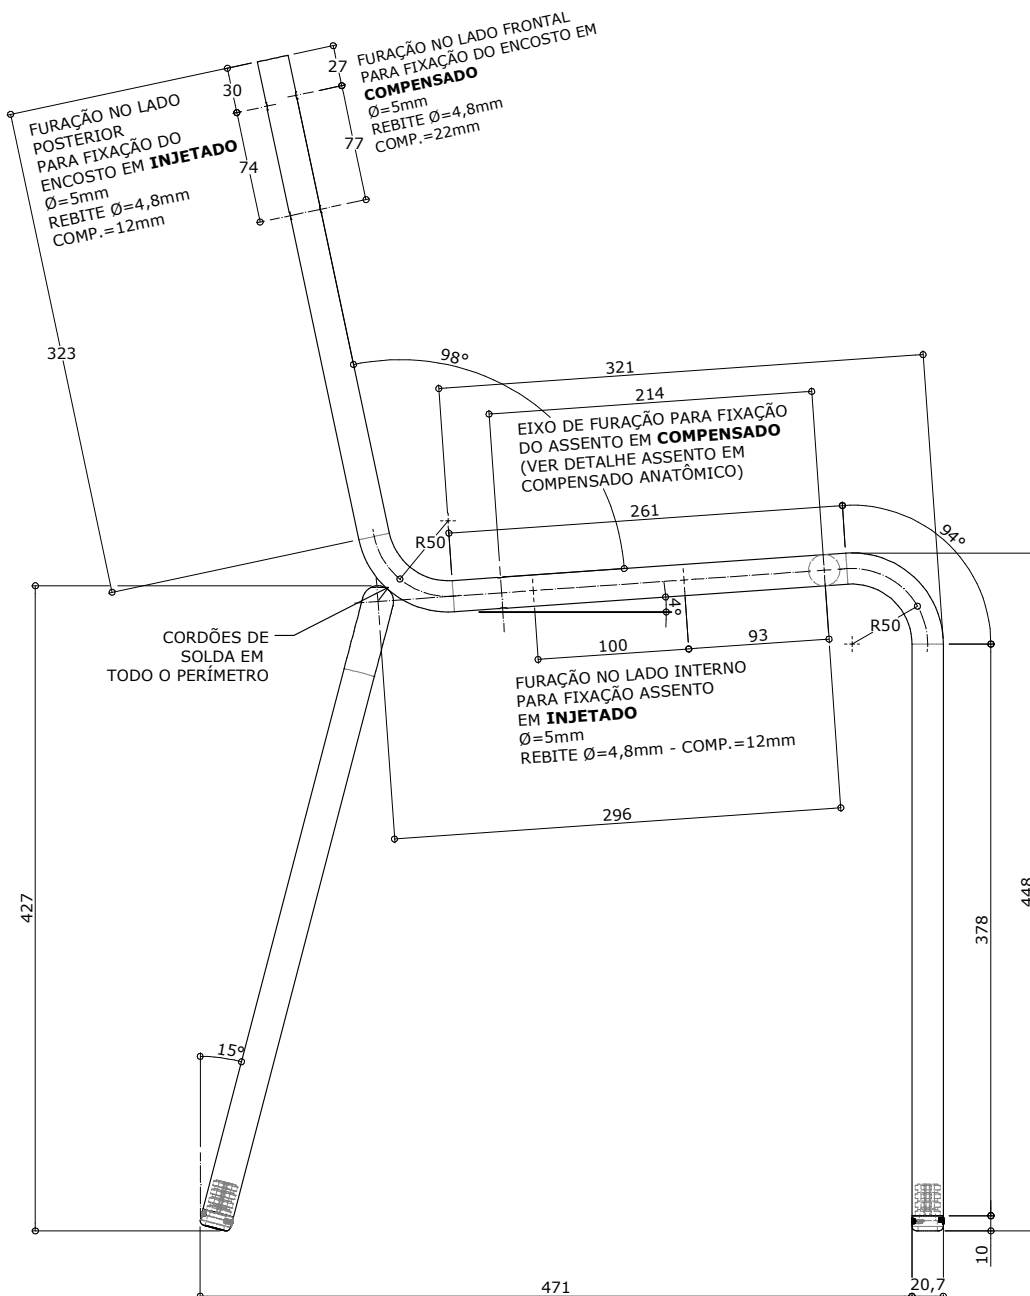 FURAÇÃO NO LADO FRONTAL
PARA FIXAÇÃO DO ENCOSTO EM
COMPENSADO
Ø=5mm
REBITE Ø=4,8mm
COMP.=22mm
27
30
77
74
FURAÇÃO NO LADO
POSTERIOR
PARA FIXAÇÃO DO
ENCOSTO EM INJETADO
Ø=5mm
REBITE Ø=4,8mm
COMP.=12mm
323
98°
321
214
EIXO DE FURAÇÃO PARA FIXAÇÃO
DO ASSENTO EM COMPENSADO
(VER DETALHE ASSENTO EM
COMPENSADO ANATÔMICO)
261
94°
R50
4°
R50
CORDÕES DE
SOLDA EM
TODO O PERÍMETRO
100
93
FURAÇÃO NO LADO INTERNO
PARA FIXAÇÃO ASSENTO
EM INJETADO
Ø=5mm
REBITE Ø=4,8mm - COMP.=12mm
296
427
448
378
15°
10
471
20,7